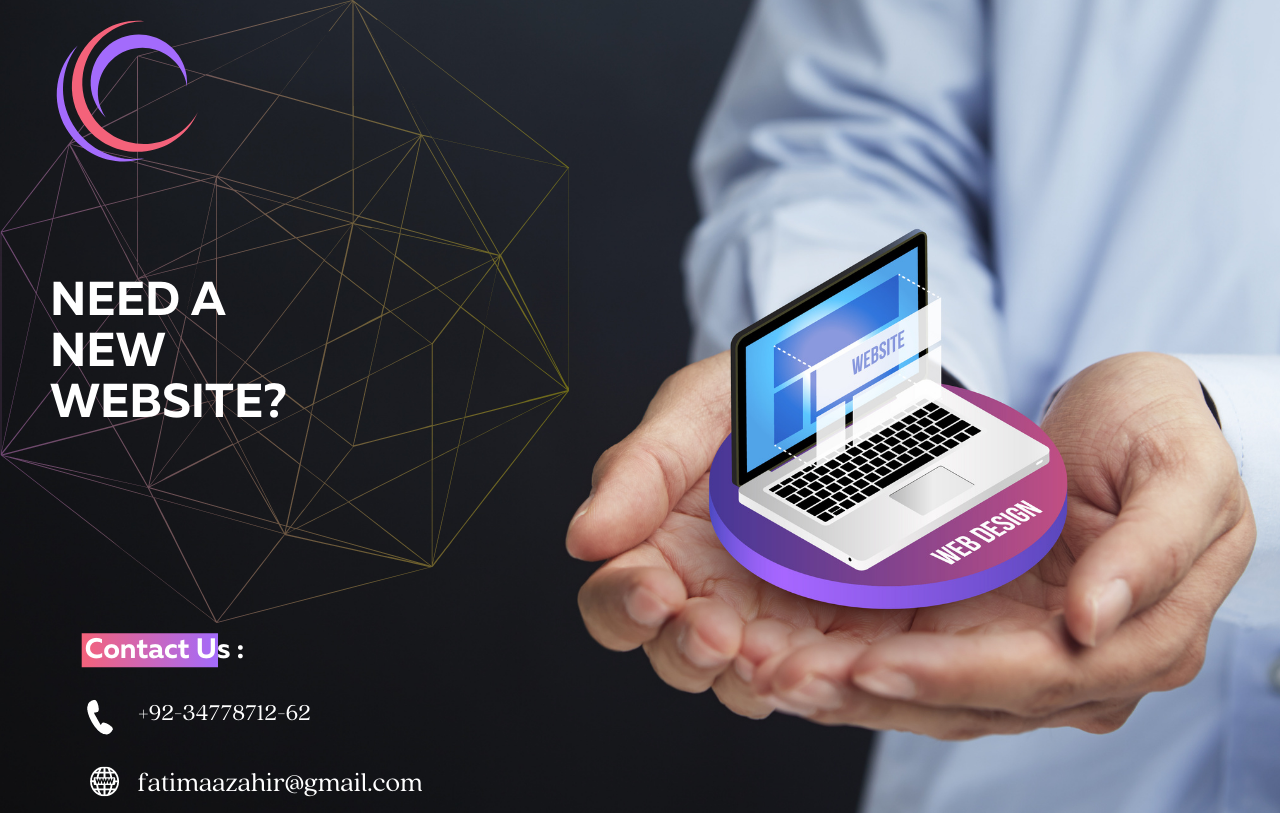 NEED A
NEW
WEBSITE?
WEBSITE
WEB DESIGN
Contact Us :
+92-34778712-62
fatimaazahir@gmail.com